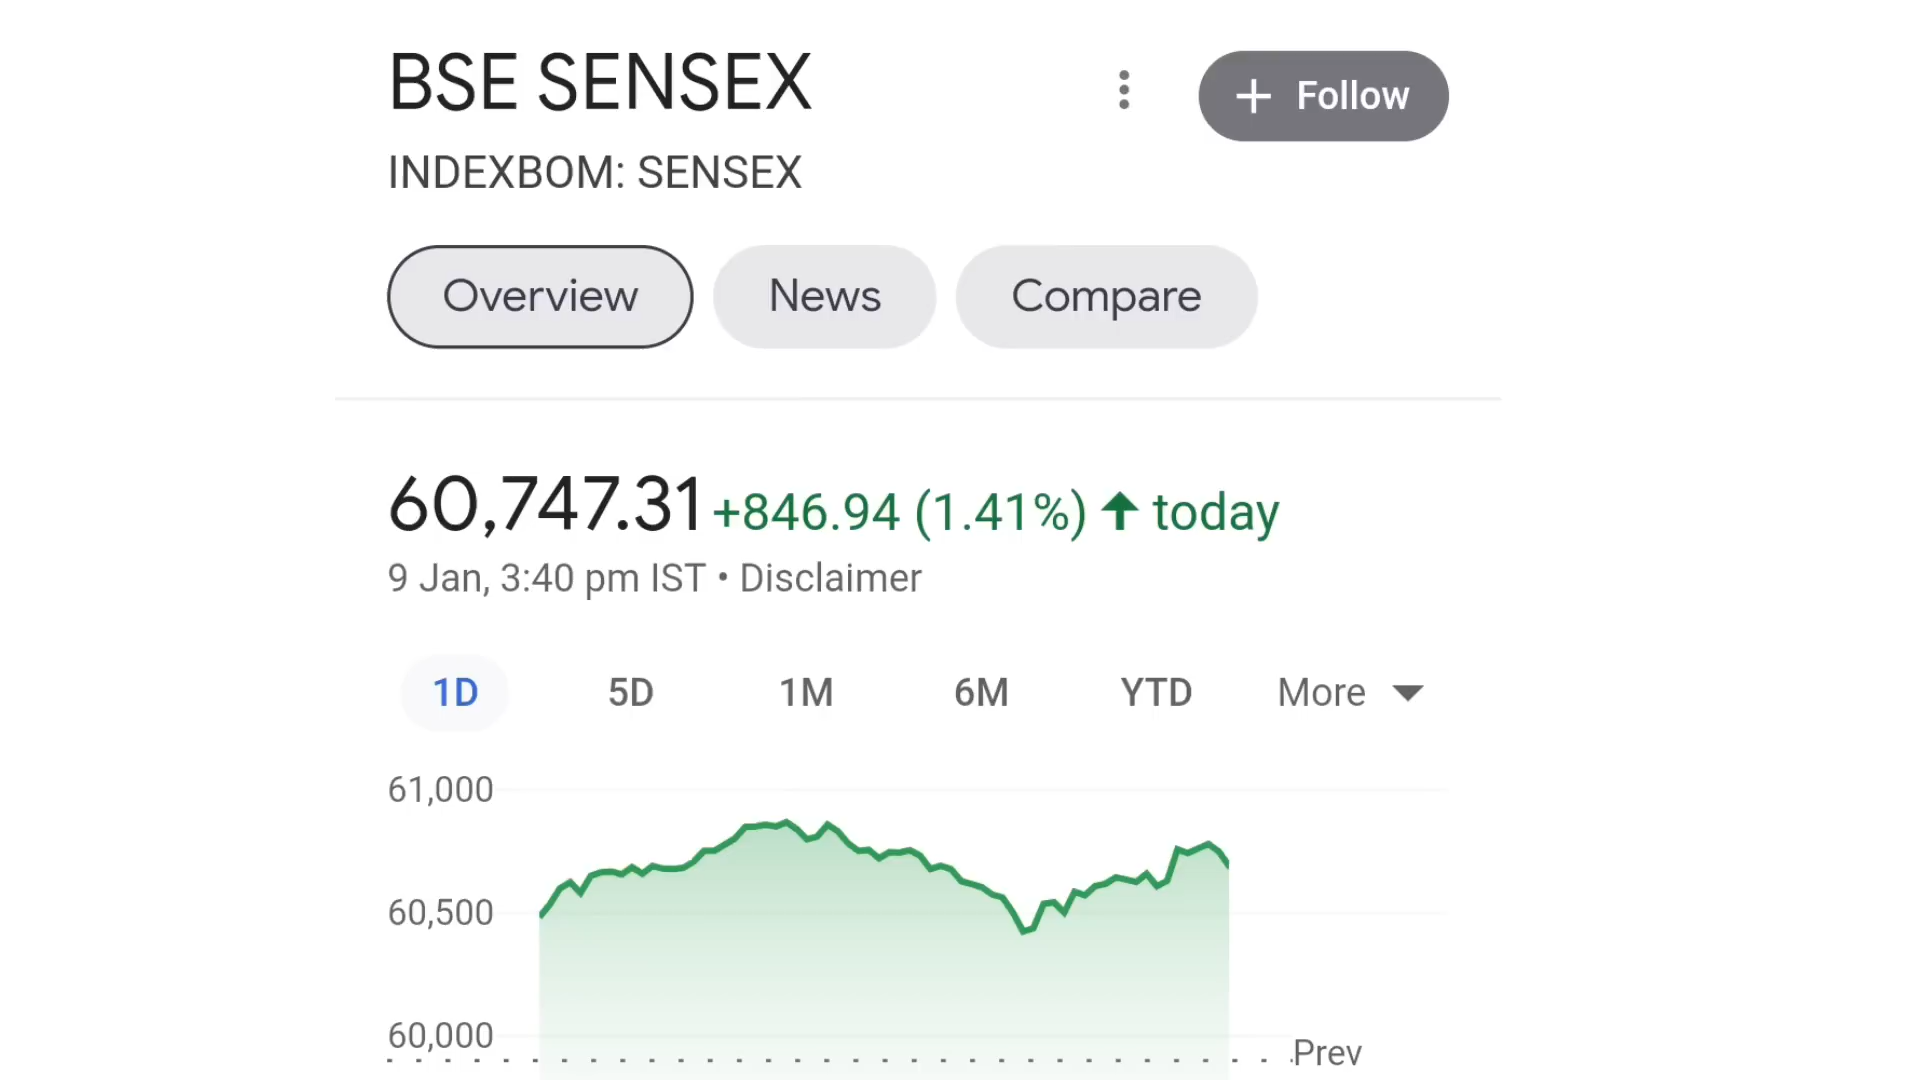 BSE SENSEX
+ Follow
INDEXBOM: SENSEX
Overview
News
Compare
60,747.31 +846.94 (1.41%) ↑ today
9 Jan, 3:40 pm IST • Disclaimer
1D 5D 1M 6M YTD More
61,000
60,500
60,000
Prev